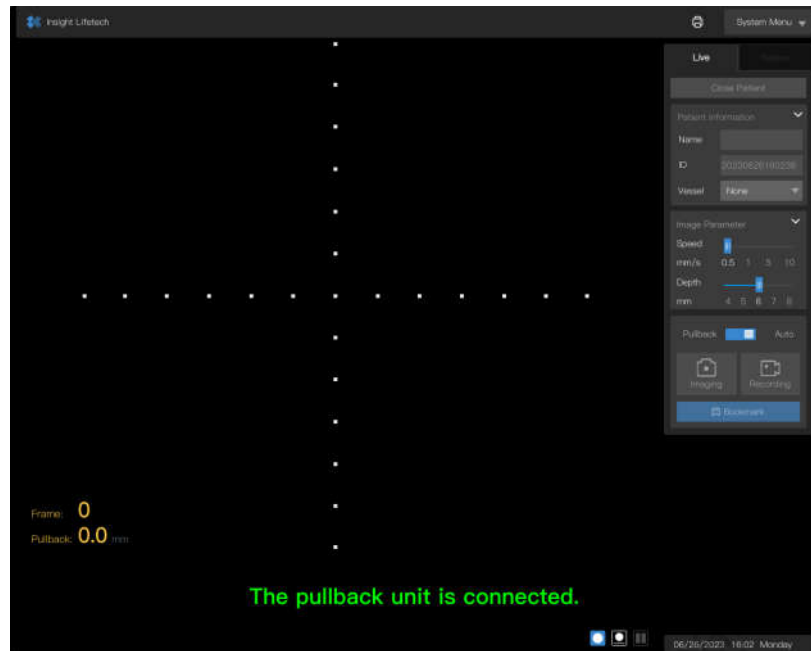 Insight Lifetech
System Menu
Live
Close Patient
Patient Information
Name
ID
Vessel None
Image Parameter
Speed
mm/s 0.5 1 5 10
Depth
mm 4 5 6 7 8
Pullback Auto
Imaging Recording
Bookmark
Frame: 0
Pullback: 0.0 mm
The pullback unit is connected.
06/26/2023 16:02 Monday